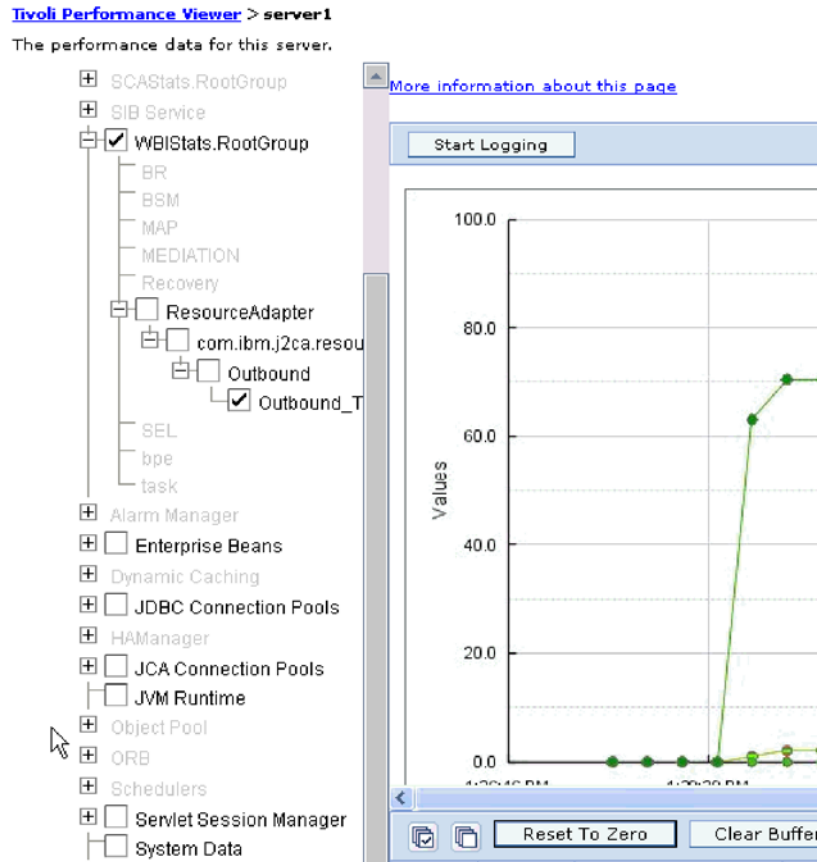 Tivoli Performance Viewer > server1
The performance data for this server.
SCAStats.RootGroup
SIB Service
WBIStats.RootGroup
BR
BSM
MAP
MEDIATION
Recovery
ResourceAdapter
com.ibm.j2ca.resou
Outbound
Outbound_T
SEL
bpe
task
Alarm Manager
Enterprise Beans
Dynamic Caching
JDBC Connection Pools
HAManager
JCA Connection Pools
JVM Runtime
Object Pool
ORB
Schedulers
Servlet Session Manager
System Data
More information about this page
Start Logging
100.0
80.0
60.0
40.0
20.0
0.0
Values
Reset To Zero
Clear Buffer